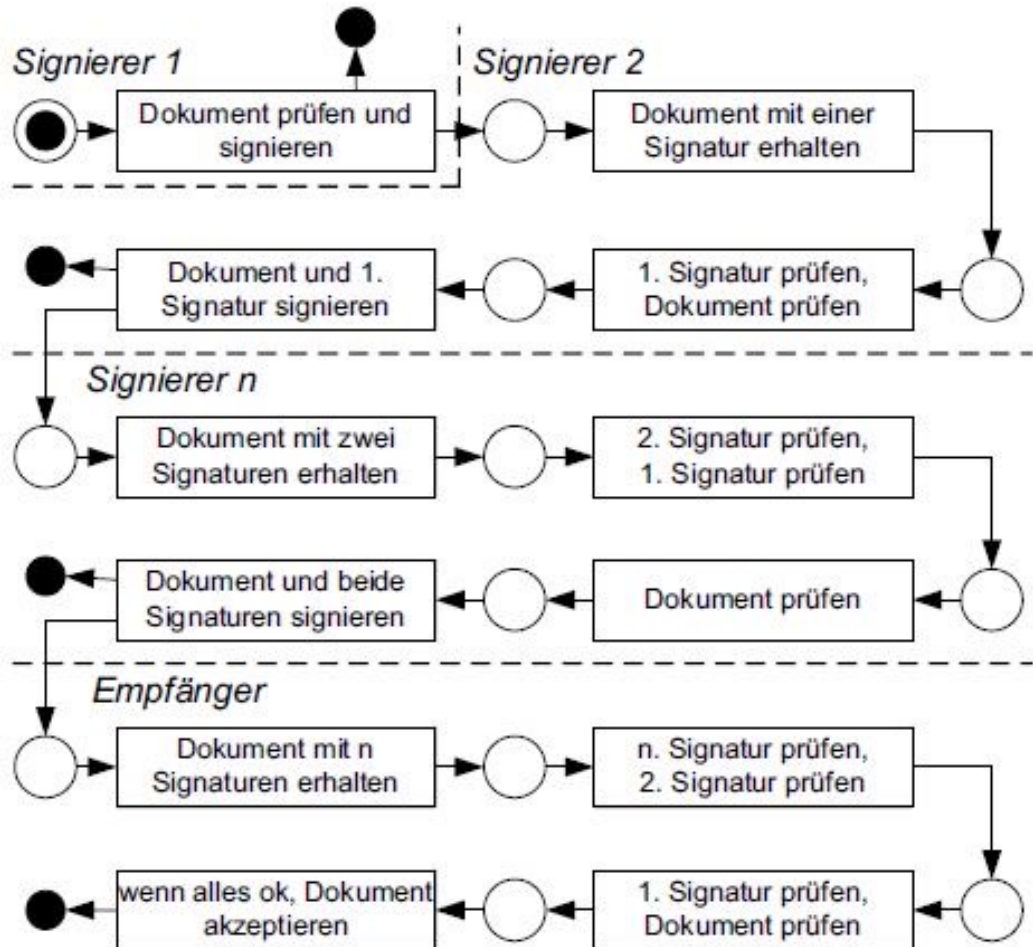 Signierer 1
Signierer 2
Dokument prüfen und
signieren
Dokument mit einer
Signatur erhalten
1. Signatur prüfen,
Dokument prüfen
Dokument und 1.
Signatur signieren
Signierer n
Dokument mit zwei
Signaturen erhalten
2. Signatur prüfen,
1. Signatur prüfen
Dokument prüfen
Dokument und beide
Signaturen signieren
Empfänger
Dokument mit n
Signaturen erhalten
n. Signatur prüfen,
2. Signatur prüfen
1. Signatur prüfen,
Dokument prüfen
wenn alles ok, Dokument
akzeptieren